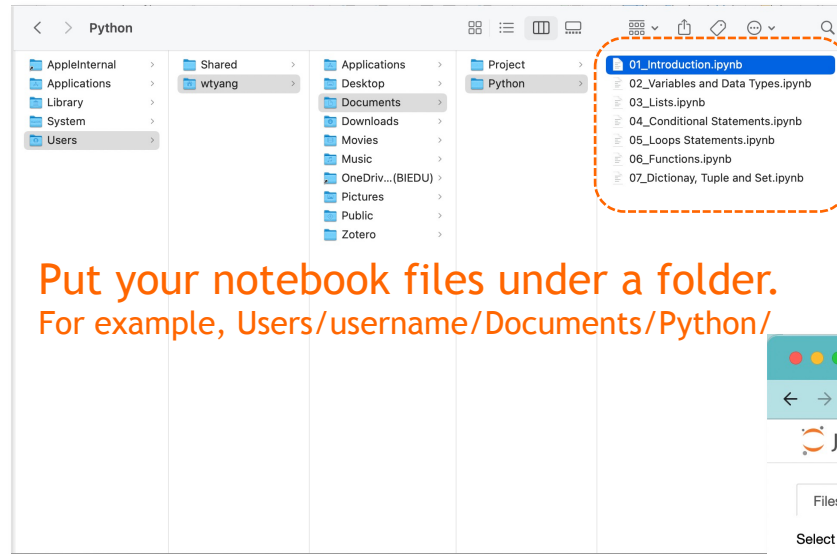 Python
AppleInternal
Applications
Library
System
Users
Shared
wtyang
Applications
Desktop
Documents
Downloads
Movies
Music
OneDriv...(BIEDU)
Pictures
Public
Zotero
Project
Python
01_Introduction.ipynb
02_Variables and Data Types.ipynb
03_Lists.ipynb
04_Conditional Statements.ipynb
05_Loops Statements.ipynb
06_Functions.ipynb
07_Dictionay, Tuple and Set.ipynb
Put your notebook files under a folder.
For example, Users/username/Documents/Python/
J
Files
Select